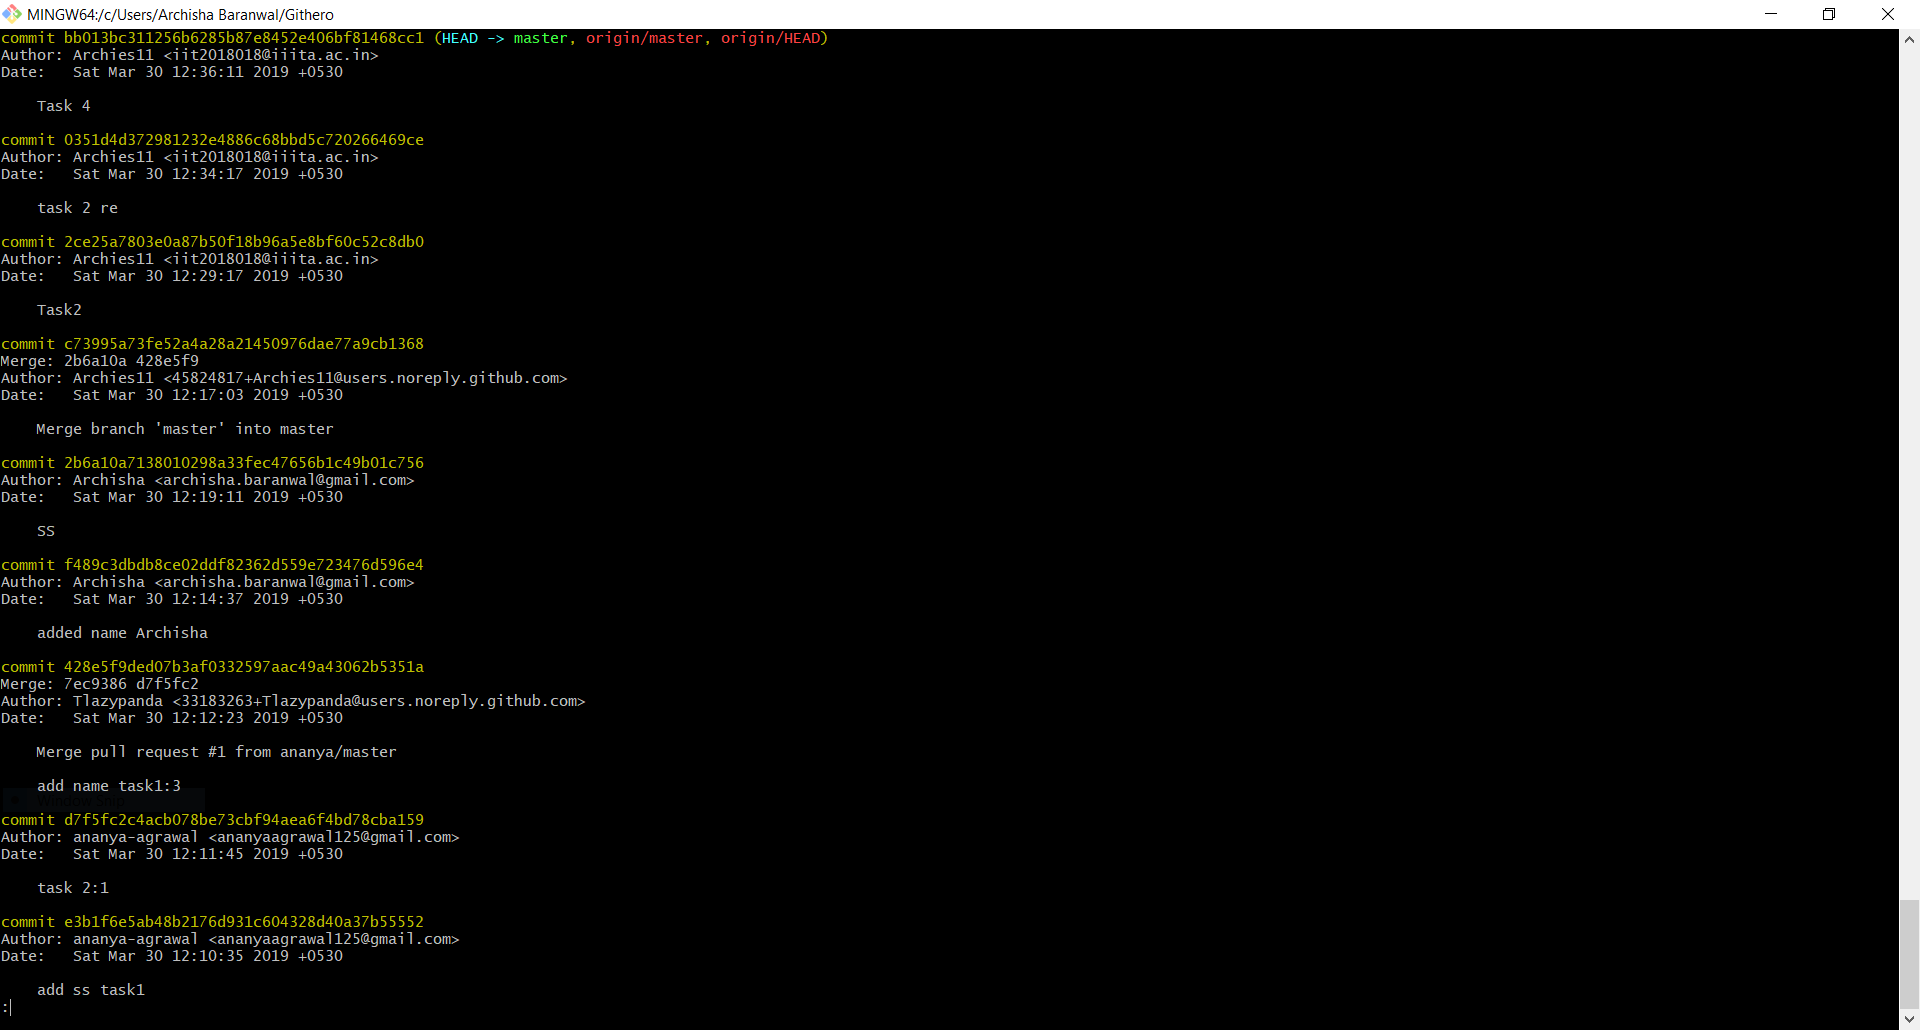 MINGW64:/c/Users/Archisha Baranwal/Githero
commit bb013bc311256b6285b87e8452e406bf81468cc1 (HEAD -> master, origin/master, origin/HEAD)
Author: Archies11 <iit2018018@iiita.ac.in>
Date:   Sat Mar 30 12:36:11 2019 +0530
Task 4
commit 0351d4d372981232e4886c68bbd5c720266469ce
Author: Archies11 <iit2018018@iiita.ac.in>
Date:   Sat Mar 30 12:34:17 2019 +0530
task 2 re
commit 2ce25a7803e0a87b50f18b96a5e8bf60c52c8db0
Author: Archies11 <iit2018018@iiita.ac.in>
Date:   Sat Mar 30 12:29:17 2019 +0530
Task2
commit c73995a73fe52a4a28a21450976dae77a9cb1368
Merge: 2b6a10a 428e5f9
Author: Archies11 <45824817+Archies11@users.noreply.github.com>
Date:   Sat Mar 30 12:17:03 2019 +0530
Merge branch 'master' into master
commit 2b6a10a7138010298a33fec47656b1c49b01c756
Author: Archisha <archisha.baranwal@gmail.com>
Date:   Sat Mar 30 12:19:11 2019 +0530
SS
commit f489c3dbdb8ce02ddf82362d559e723476d596e4
Author: Archisha <archisha.baranwal@gmail.com>
Date:   Sat Mar 30 12:14:37 2019 +0530
added name Archisha
commit 428e5f9ded07b3af0332597aac49a43062b5351a
Merge: 7ec9386 d7f5fc2
Author: Tlazypanda <33183263+Tlazypanda@users.noreply.github.com>
Date:   Sat Mar 30 12:12:23 2019 +0530
Merge pull request #1 from ananya/master
add name task1:3
commit d7f5fc2c4acb078be73cbf94aea6f4bd78cba159
Author: ananya-agrawal <ananyaagrawal125@gmail.com>
Date:   Sat Mar 30 12:11:45 2019 +0530
task 2:1
commit e3b1f6e5ab48b2176d931c604328d40a37b55552
Author: ananya-agrawal <ananyaagrawal125@gmail.com>
Date:   Sat Mar 30 12:10:35 2019 +0530
add ss task1
: